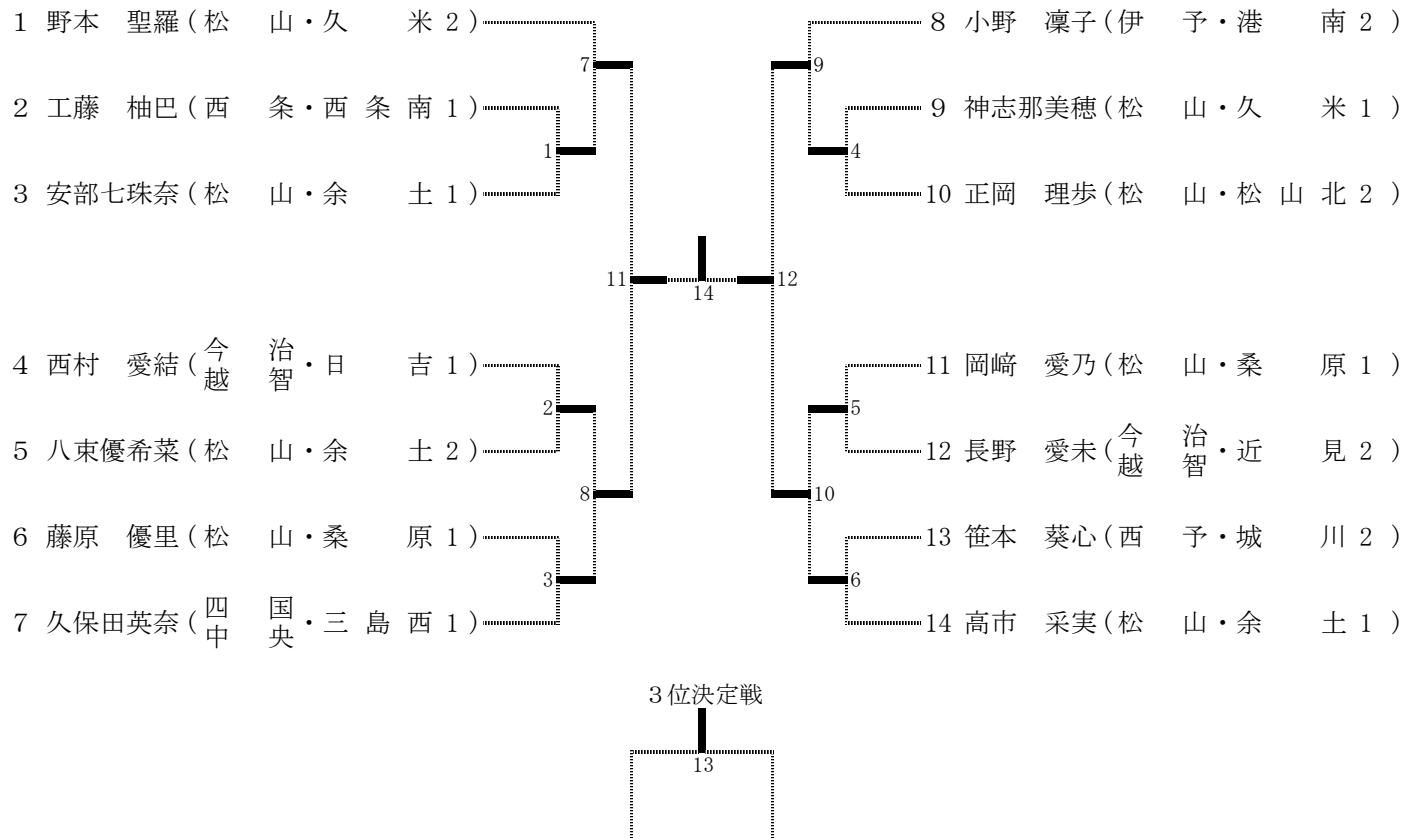 1 野本 聖羅(松 山・久 米 2)
2 工藤 柚巴(西 条・西 条 南 1)
3 安部七珠奈(松 山・余 土 1)
4 西村 愛結(今 治 越 智・日 吉 1)
5 八束優希菜(松 山・余 土 2)
6 藤原 優里(松 山・桑 原 1)
7 久保田英奈(四 国 中 央・三 島 西 1)
7
1
11
2
8
3
14
8 小野 凜子(伊 予・港 南 2)
9 神志那美穂(松 山・久 米 1)
10 正岡 理歩(松 山・松 山 北 2)
11 岡﨑 愛乃(松 山・桑 原 1)
12 長野 愛未(今 治 越 智・近 見 2)
13 笹本 葵心(西 予・城 川 2)
14 高市 采実(松 山・余 土 1)
9
4
12
5
10
6
3位決定戦
13